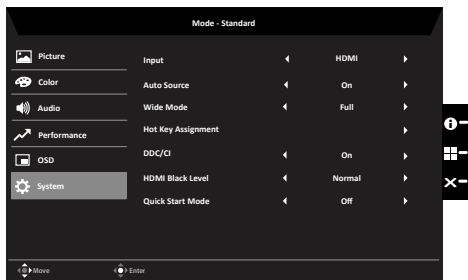 Mode - Standard
Picture
Color
Audio
Performance
OSD
System
Input HDMI
Auto Source On
Wide Mode Full
Hot Key Assignment
DDC/CI On
HDMI Black Level Normal
Quick Start Mode Off
Move Enter